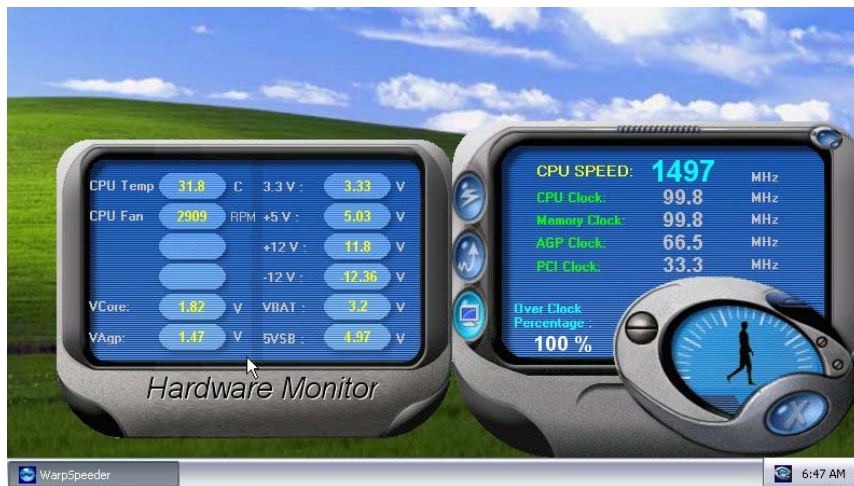 CPU Temp 31.8 C 3.3 V : 3.33 V
CPU Fan 2909 RPM +5 V : 5.03 V
+12 V : 11.8 V
-12 V : -12.36 V
VCore: 1.82 V VBAT : 3.2 V
VAgp: 1.47 V 5VSB : 4.97 V
Hardware Monitor
CPU SPEED: 1497 MHz
CPU Clock: 99.8 MHz
Memory Clock: 99.8 MHz
AGP Clock: 66.5 MHz
PCI Clock: 33.3 MHz
Over Clock
Percentage :
100 %
X
WarpSpeeder
6:47 AM